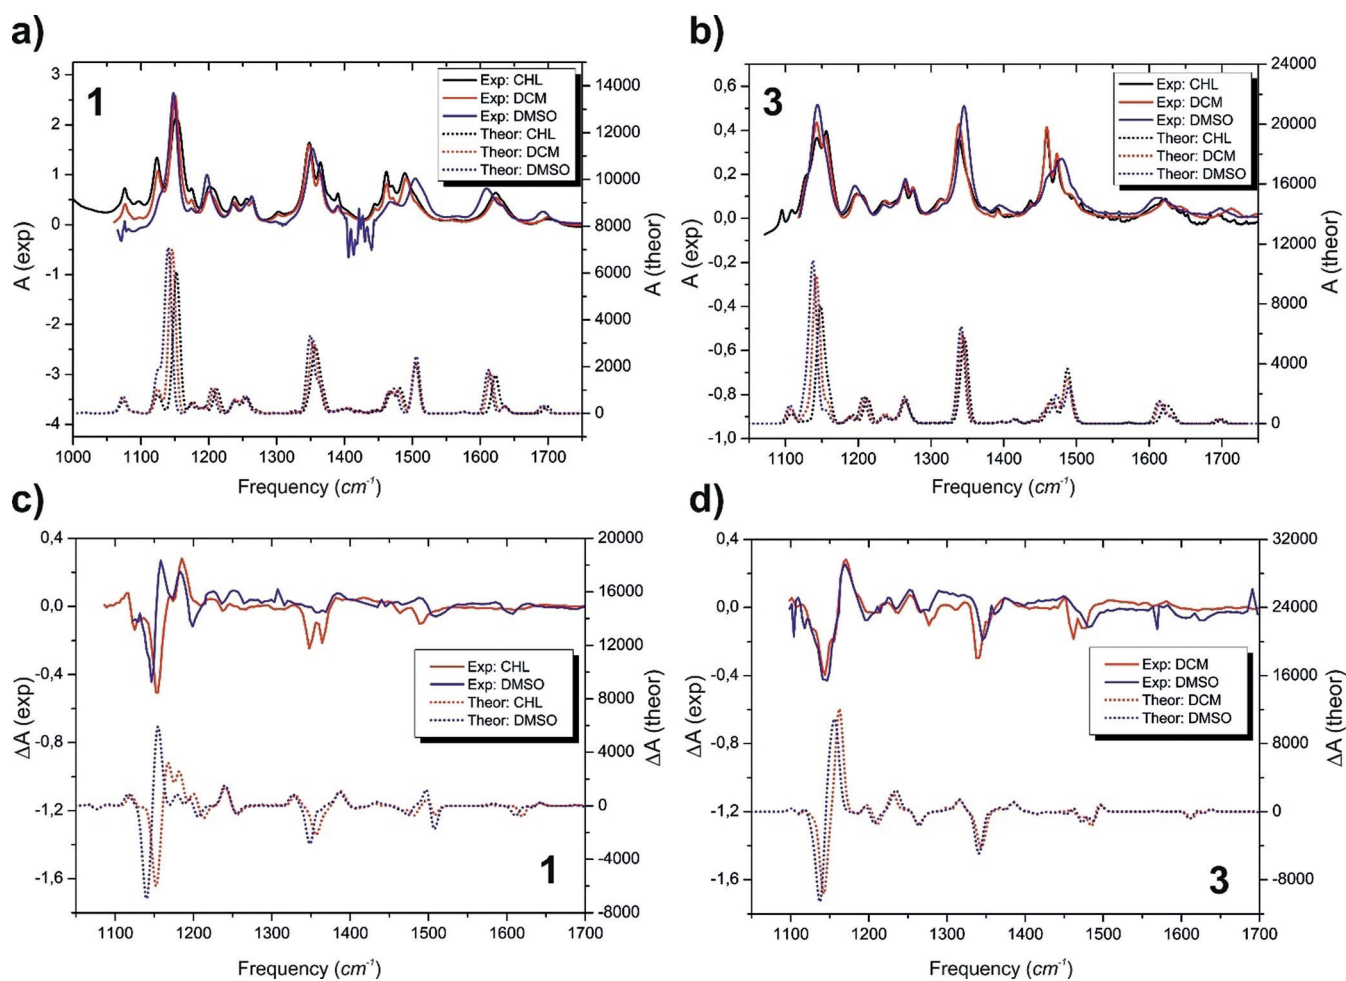 a)
1
A (exp)
3
2
1
0
-1
-2
-3
-4
Exp: CHL
Exp: DCM
Exp: DMSO
Theor: CHL
Theor: DCM
Theor: DMSO
14000
12000
10000
8000
6000
4000
2000
0
A (theor)
1000 1100 1200 1300 1400 1500 1600 1700
Frequency (cm⁻¹)
b)
3
A (exp)
0,6
0,4
0,2
0,0
-0,2
-0,4
-0,6
-0,8
-1,0
Exp: CHL
Exp: DCM
Exp: DMSO
Theor: CHL
Theor: DCM
Theor: DMSO
24000
20000
16000
12000
8000
4000
0
A (theor)
1100 1200 1300 1400 1500 1600 1700
Frequency (cm⁻¹)
c)
ΔA (exp)
0,4
0,0
-0,4
-0,8
-1,2
-1,6
Exp: CHL
Exp: DMSO
Theor: CHL
Theor: DMSO
1
20000
16000
12000
8000
4000
0
-4000
-8000
ΔA (theor)
1100 1200 1300 1400 1500 1600 1700
Frequency (cm⁻¹)
d)
ΔA (exp)
0,4
0,0
-0,4
-0,8
-1,2
-1,6
Exp: DCM
Exp: DMSO
Theor: DCM
Theor: DMSO
3
32000
24000
16000
8000
0
-8000
ΔA (theor)
1100 1200 1300 1400 1500 1600 1700
Frequency (cm⁻¹)